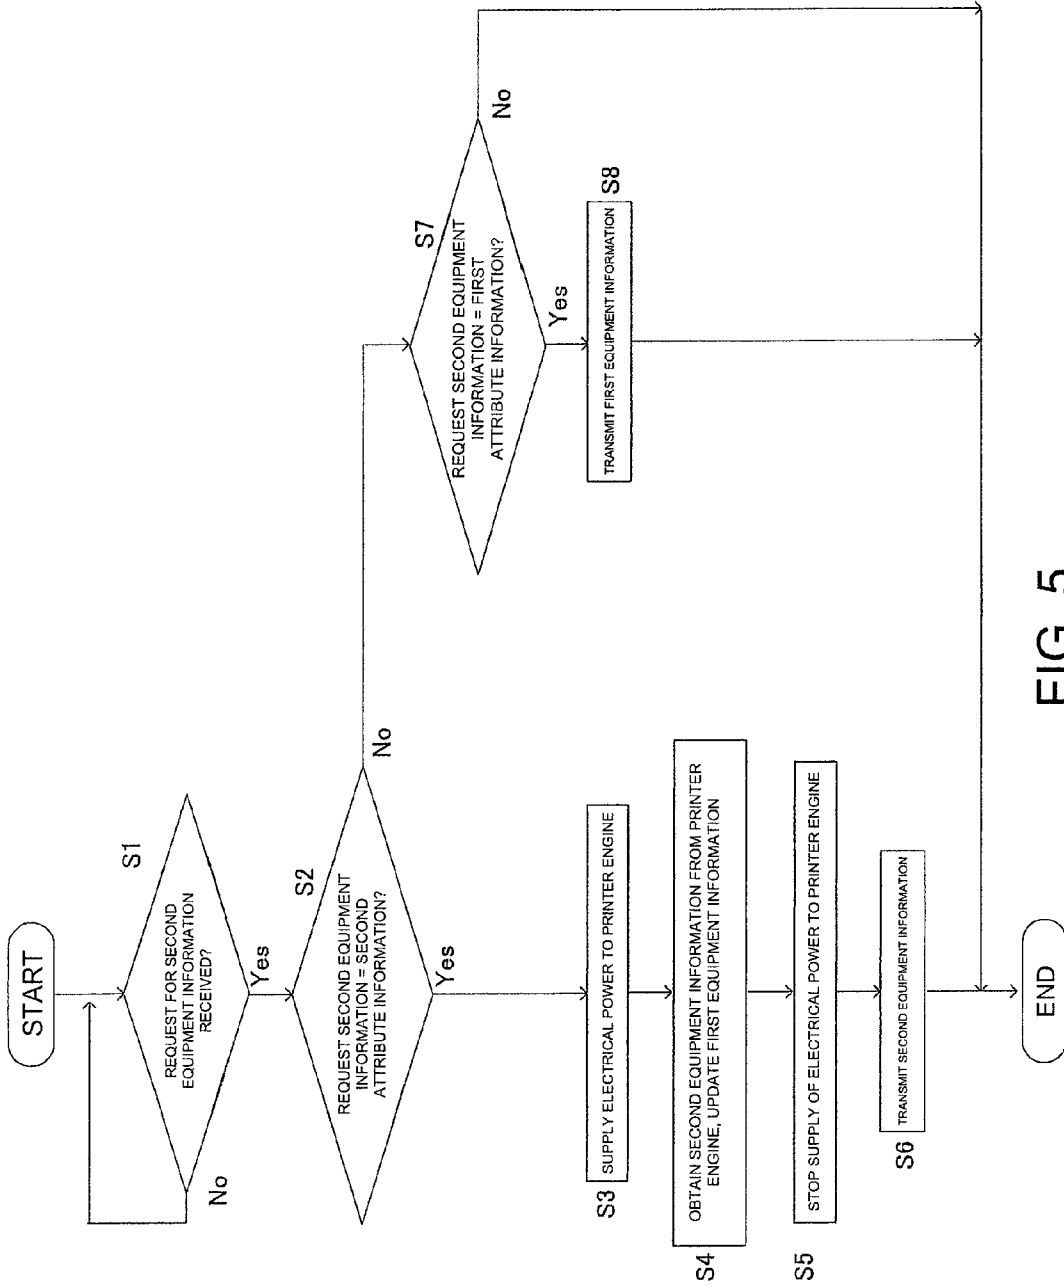 START
S1
REQUEST FOR SECOND
EQUIPMENT INFORMATION
RECEIVED?
No
Yes
S2
REQUEST SECOND EQUIPMENT
INFORMATION = SECOND
ATTRIBUTE INFORMATION?
No
Yes
S3
SUPPLY ELECTRICAL POWER TO PRINTER ENGINE
S4
OBTAIN SECOND EQUIPMENT INFORMATION FROM PRINTER
ENGINE, UPDATE FIRST EQUIPMENT INFORMATION
S5
STOP SUPPLY OF ELECTRICAL POWER TO PRINTER ENGINE
S6
TRANSMIT SECOND EQUIPMENT INFORMATION
S7
REQUEST SECOND EQUIPMENT
INFORMATION = FIRST
ATTRIBUTE INFORMATION?
No
Yes
S8
TRANSMIT FIRST EQUIPMENT INFORMATION
END
FIG. 5